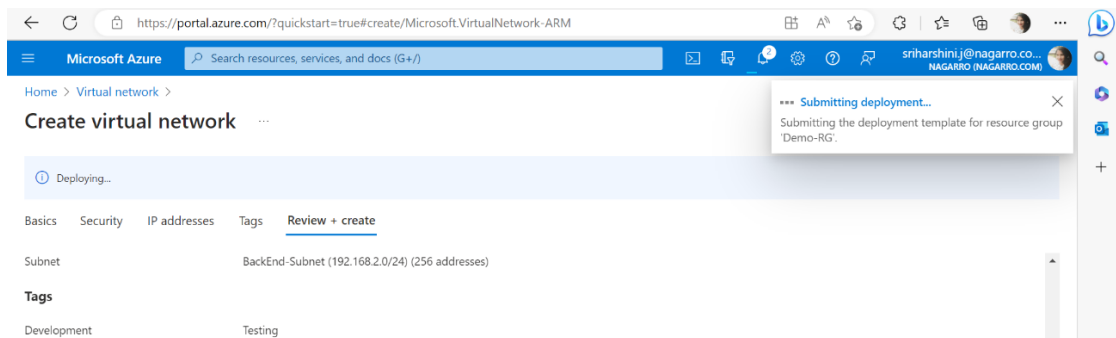 https://portal.azure.com/?quickstart=true#create/Microsoft.VirtualNetwork-ARM
Microsoft Azure
Search resources, services, and docs (G+/)
2
sriharshini.j@nagarro.co...
NAGARRO (NAGARRO.COM)
Home > Virtual network >
Create virtual network ...
Submitting deployment...
Submitting the deployment template for resource group
'Demo-RG'.
Deploying...
Basics Security IP addresses Tags Review + create
Subnet BackEnd-Subnet (192.168.2.0/24) (256 addresses)
Tags
Development Testing